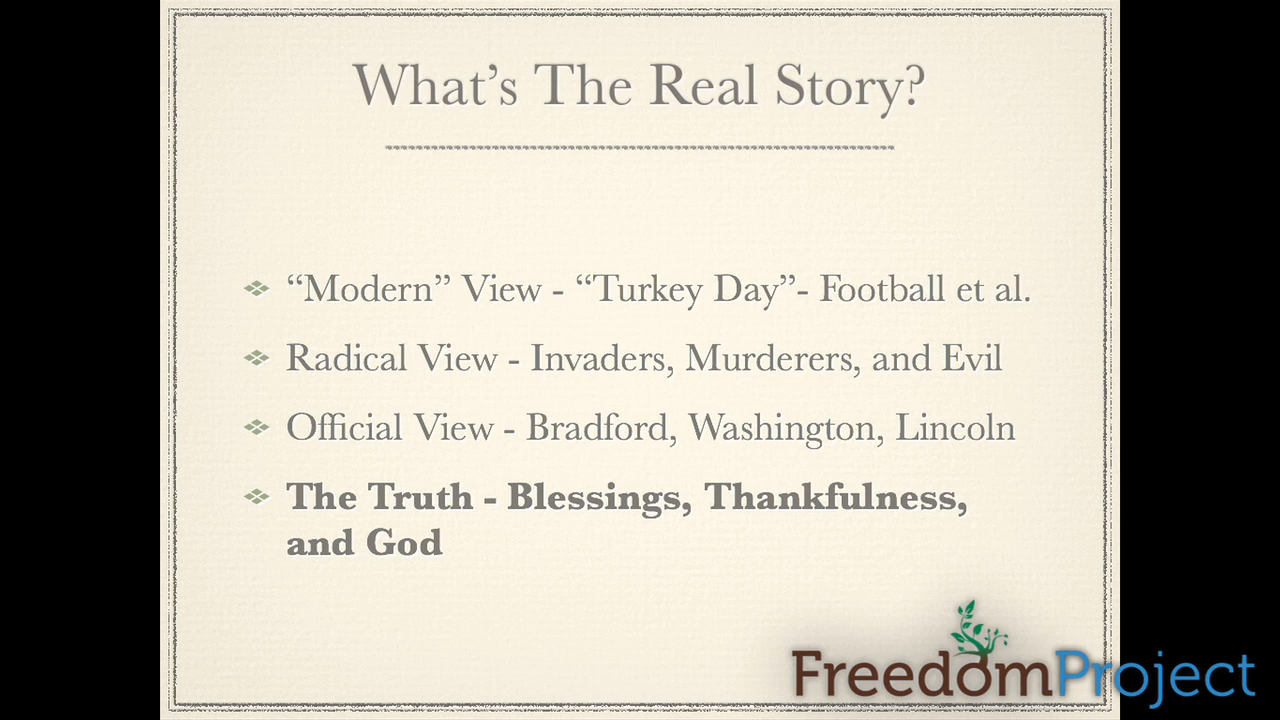 What’s The Real Story?
“Modern” View - “Turkey Day”- Football et al.
Radical View - Invaders, Murderers, and Evil
Official View - Bradford, Washington, Lincoln
The Truth - Blessings, Thankfulness,
and God
FreedomProject